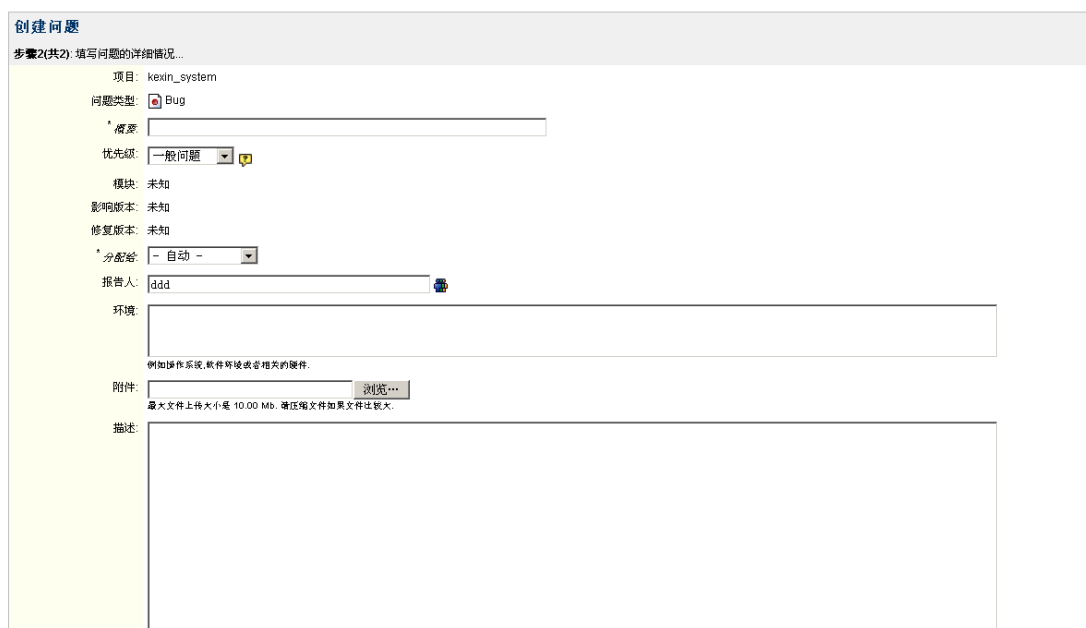 创建问题
步骤2(共2): 填写问题的详细情况...
项目: kexin_system
问题类型: Bug
* 概要:
优先级: 一般问题 ?
模块: 未知
影响版本: 未知
修复版本: 未知
* 分配给: - 自动 -
报告人: ddd
环境:
例如操作系统,软件环境或者相关的硬件.
附件: 浏览...
最大文件上传大小是 10.00 Mb. 请压缩文件如果文件比较大.
描述: